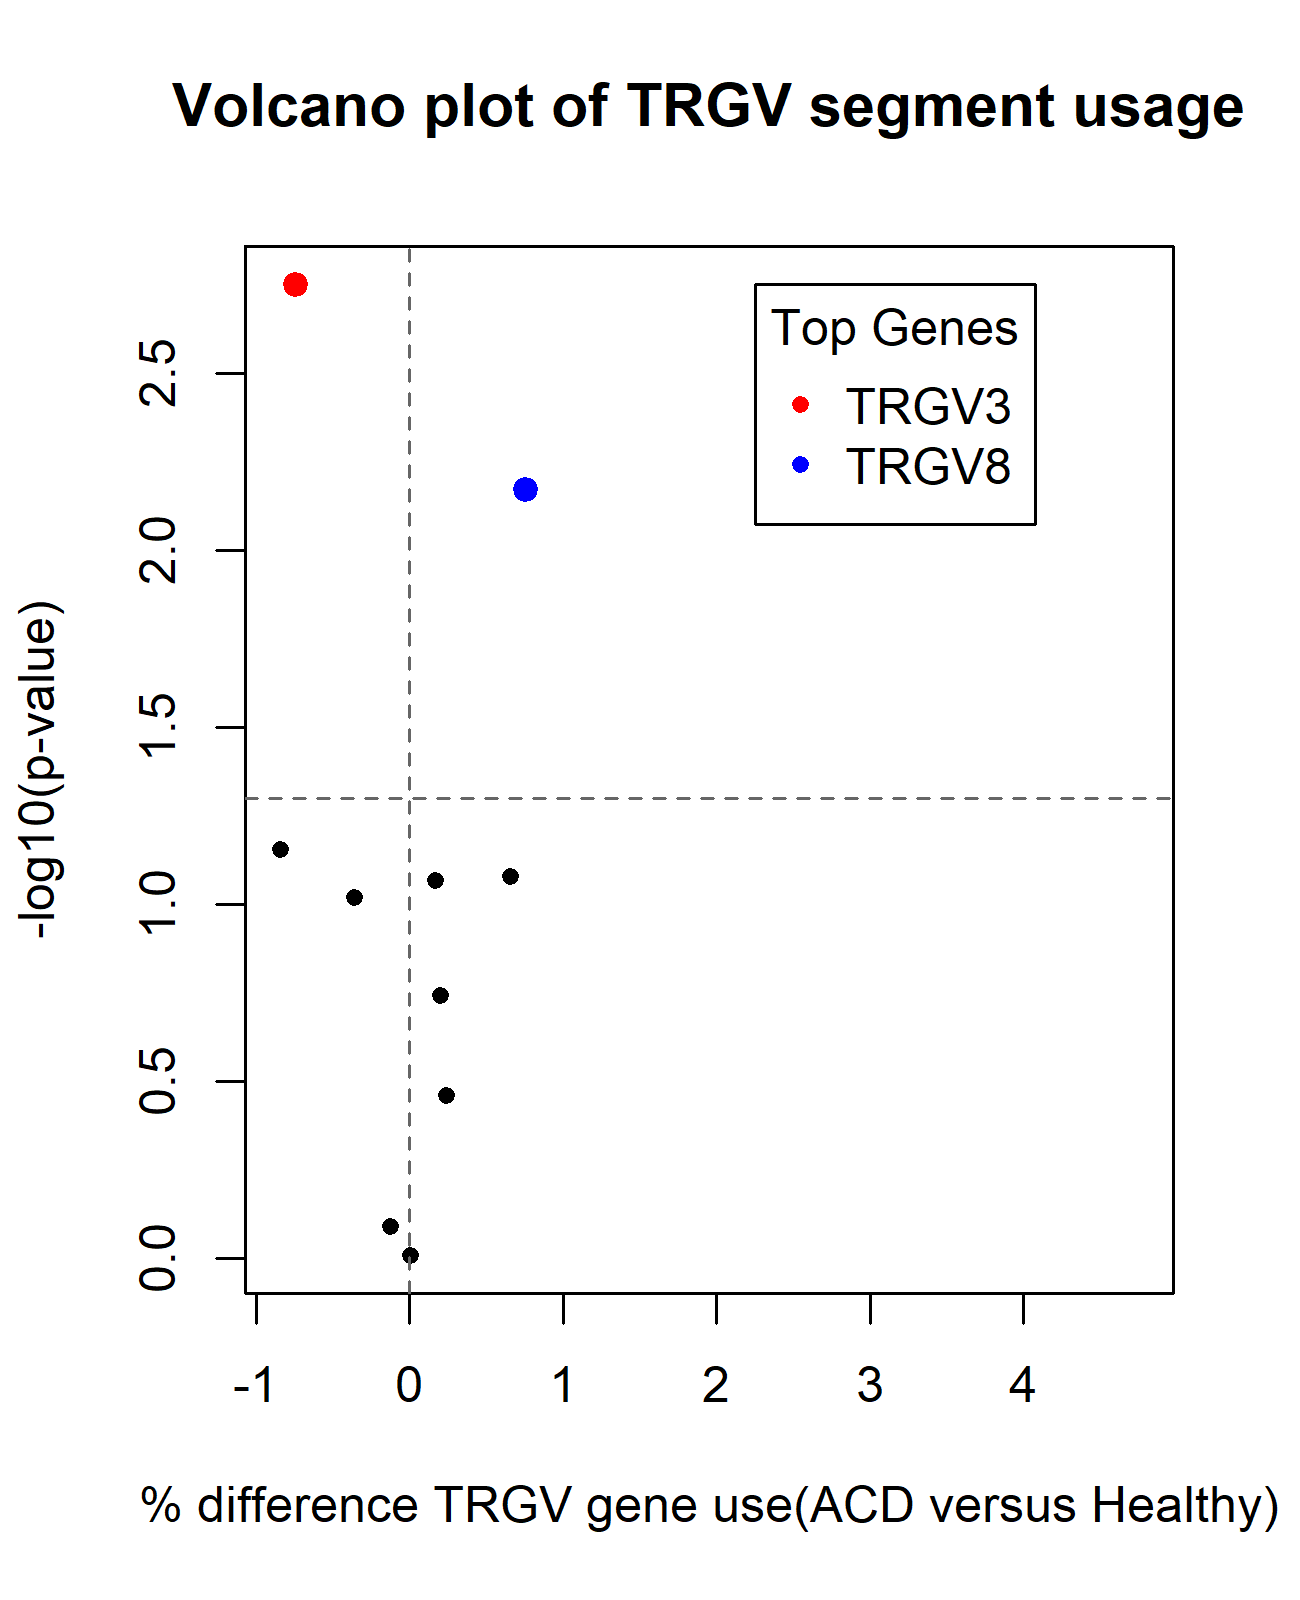 Volcano plot of TRGV segment usage
Top Genes
TRGV3
TRGV8
-log10(p-value)
2.5
2.0
1.5
1.0
0.5
0.0
-1 0 1 2 3 4
% difference TRGV gene use(ACD versus Healthy)